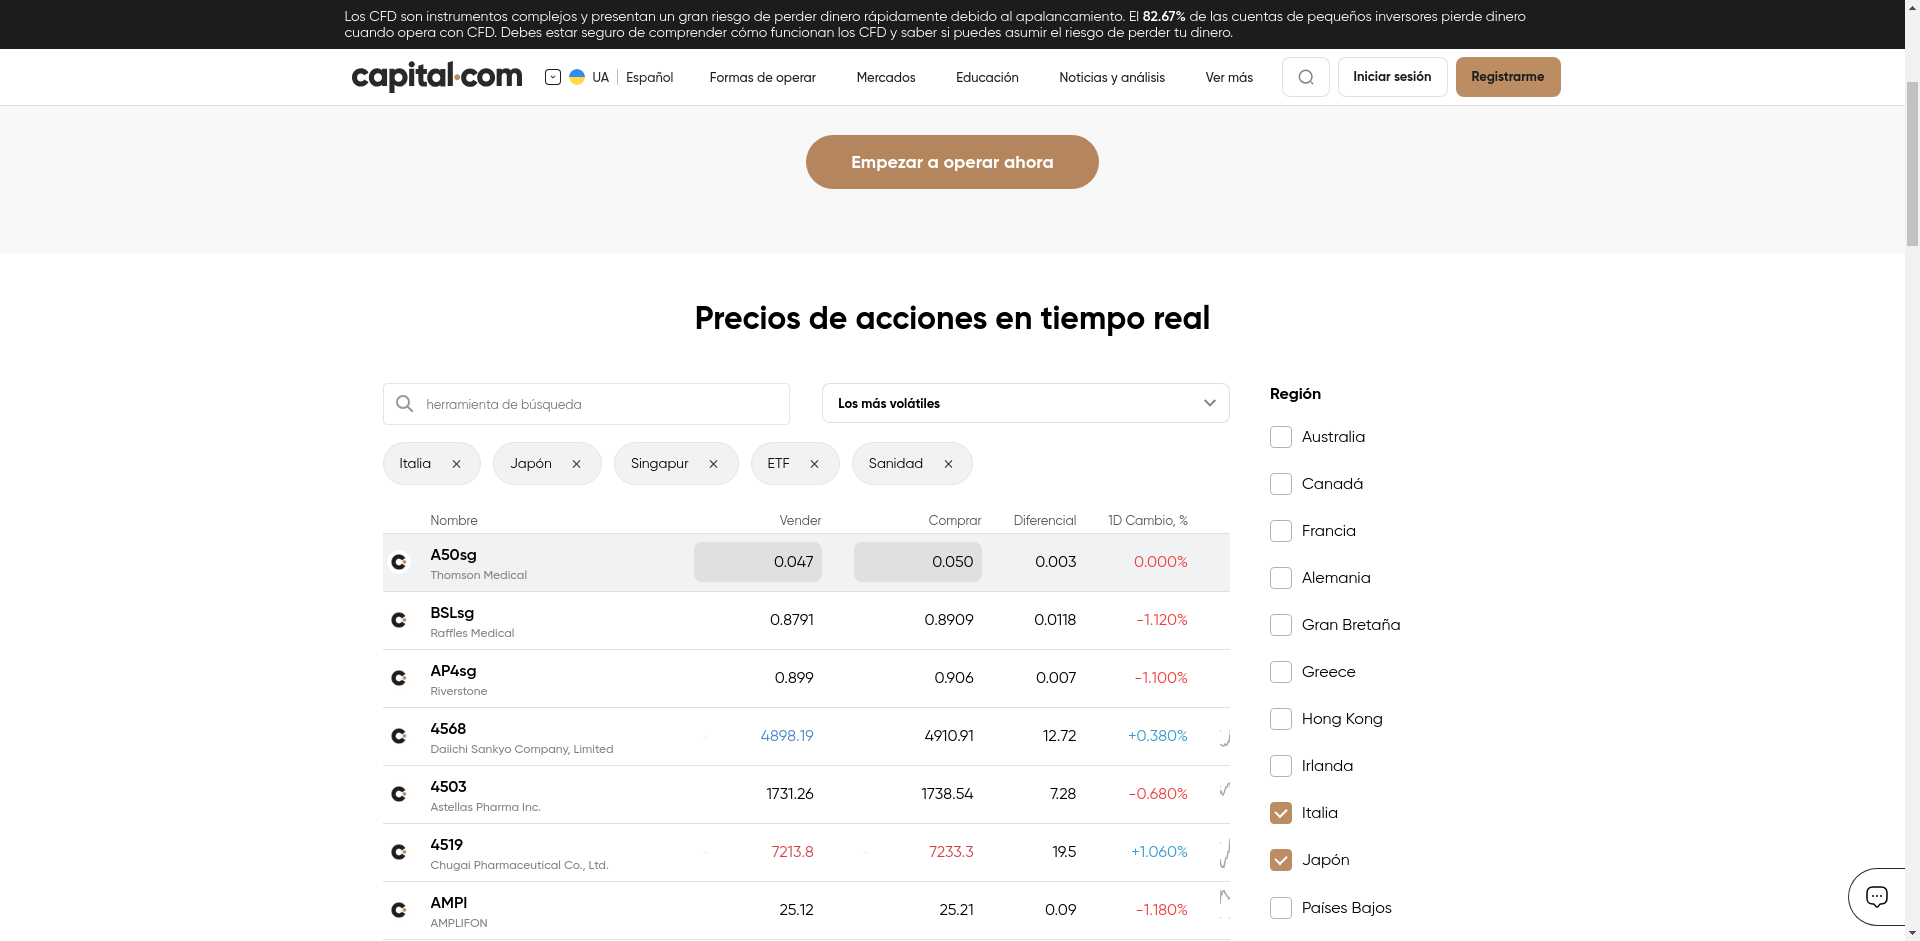 Los CFD son instrumentos complejos y presentan un gran riesgo de perder dinero rápidamente debido al apalancamiento. El 82.67% de las cuentas de pequeños inversores pierde dinero
cuando opera con CFD. Debes estar seguro de comprender cómo funcionan los CFD y saber si puedes asumir el riesgo de perder tu dinero.
capital.com UA Español Formas de operar Mercados Educación Noticias y análisis Ver más Iniciar sesión Registrarme
Empezar a operar ahora
Precios de acciones en tiempo real
herramienta de búsqueda
Los más volátiles
Italia Japón Singapur ETF Sanidad
Nombre Vender Comprar Diferencial 1D Cambio, %
A50sg 0.047 0.050 0.003 0.000%
Thomson Medical
BSLsg 0.8791 0.8909 0.0118 -1.120%
Raffles Medical
AP4sg 0.899 0.906 0.007 -1.100%
Riverstone
4568 4898.19 4910.91 12.72 +0.380%
Daiichi Sankyo Company, Limited
4503 1731.26 1738.54 7.28 -0.680%
Astellas Pharma Inc.
4519 7213.8 7233.3 19.5 +1.060%
Chugai Pharmaceutical Co., Ltd.
AMPl 25.12 25.21 0.09 -1.180%
AMPLIFON
Región
Australia
Canadá
Francia
Alemania
Gran Bretaña
Greece
Hong Kong
Irlanda
Italia
Japón
Países Bajos